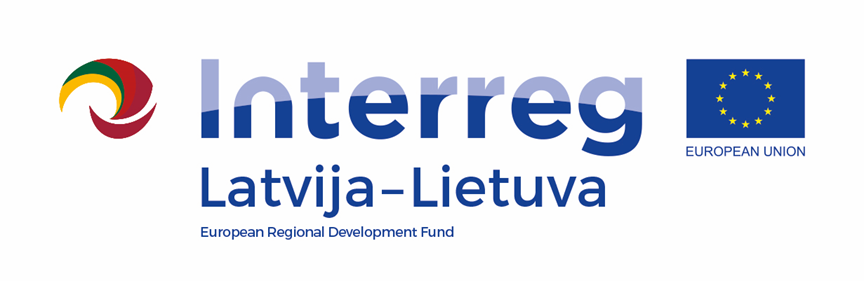 Interreg
EUROPEAN UNION
Latvija–Lietuva
European Regional Development Fund